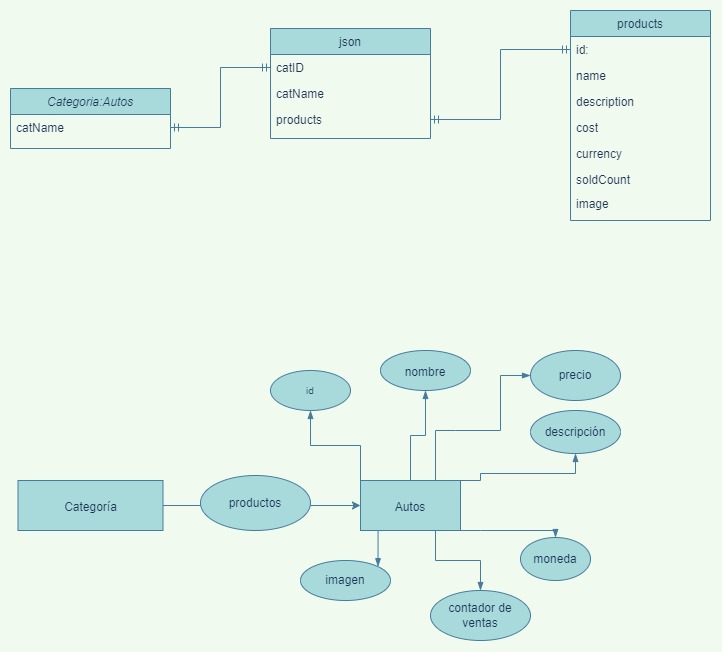 products
json
id:
catID
name
Categoria:Autos
catName
description
catName
products
cost
currency
soldCount
image
nombre
precio
id
descripción
Categoría
productos
Autos
moneda
imagen
contador de
ventas